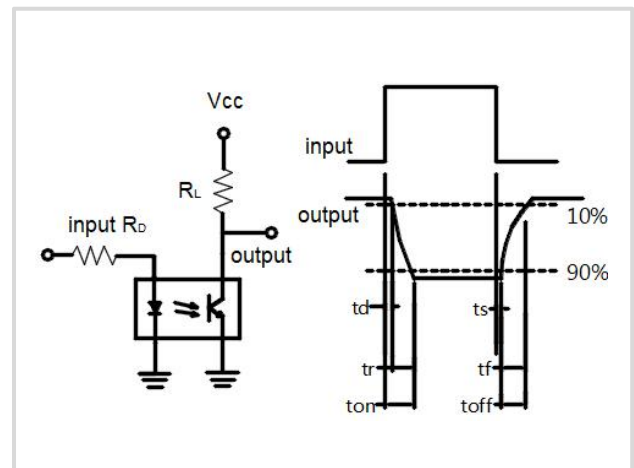 Vcc
RL
input RD
output
input
output
10%
90%
td
ts
tr
tf
ton
toff